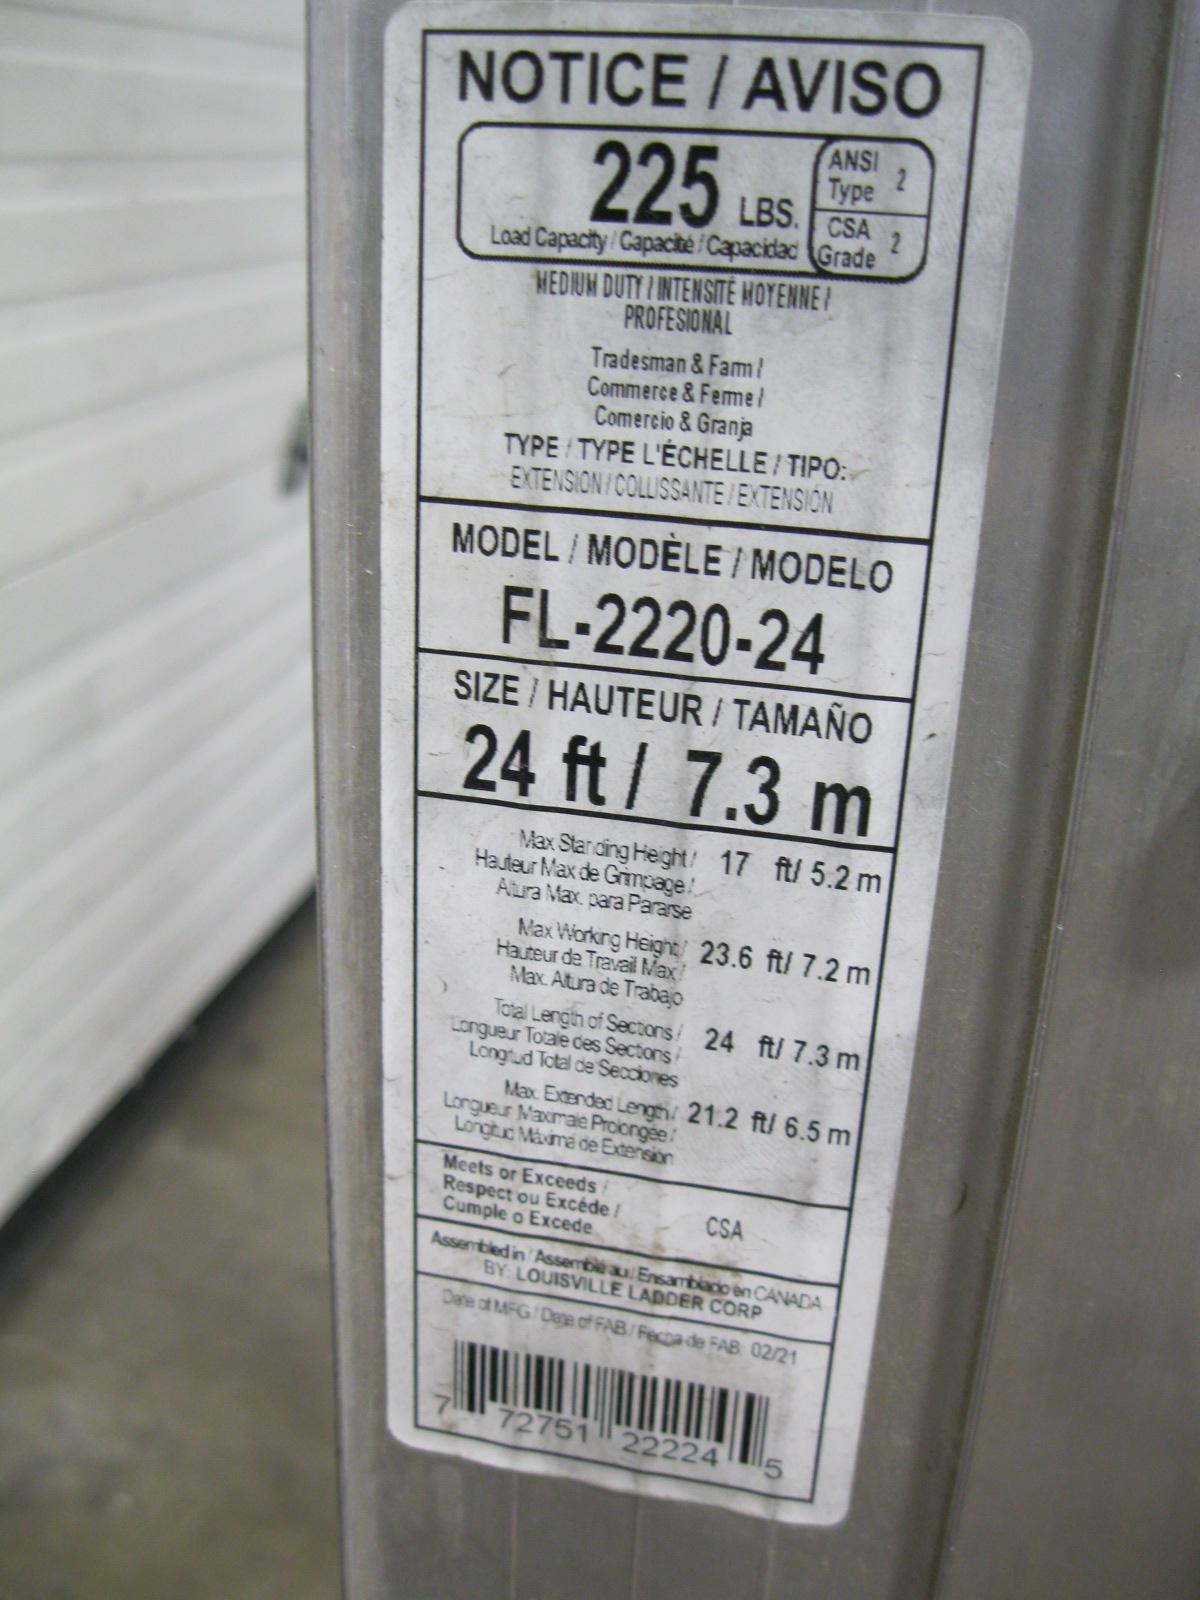 NOTICE / AVISO
225 LBS.
Load Capacity / Capacité / Capacidad
ANSI Type 2
CSA Grade 2
MEDIUM DUTY / INTENSITÉ MOYENNE /
PROFESIONAL
Tradesman & Farm /
Commerce & Ferme /
Comercio & Granja
TYPE / TYPE L'ÉCHELLE / TIPO:
EXTENSION / COLLISSANTE / EXTENSIÓN
MODEL / MODÈLE / MODELO
FL-2220-24
SIZE / HAUTEUR / TAMAÑO
24 ft / 7.3 m
Max Standing Height / 17 ft/ 5.2 m
Hauteur Max de Grimpage /
Altura Max. para Pararse
Max Working Height / 23.6 ft/ 7.2 m
Hauteur de Travail Max /
Max. Altura de Trabajo
Total Length of Sections / 24 ft/ 7.3 m
Longueur Totale des Sections /
Longitud Total de Secciones
Max. Extended Length / 21.2 ft/ 6.5 m
Longueur Maximale Prolongée /
Longitud Máxima de Extensión
Meets or Exceeds /
Respect ou Excéde / CSA
Cumple o Excede
Assembled in / Assemblé au / Ensamblado en CANADA
BY: LOUISVILLE LADDER CORP
Date of MFG / Date of FAB / Fecha de FAB: 02/21
7 72751 22224 5